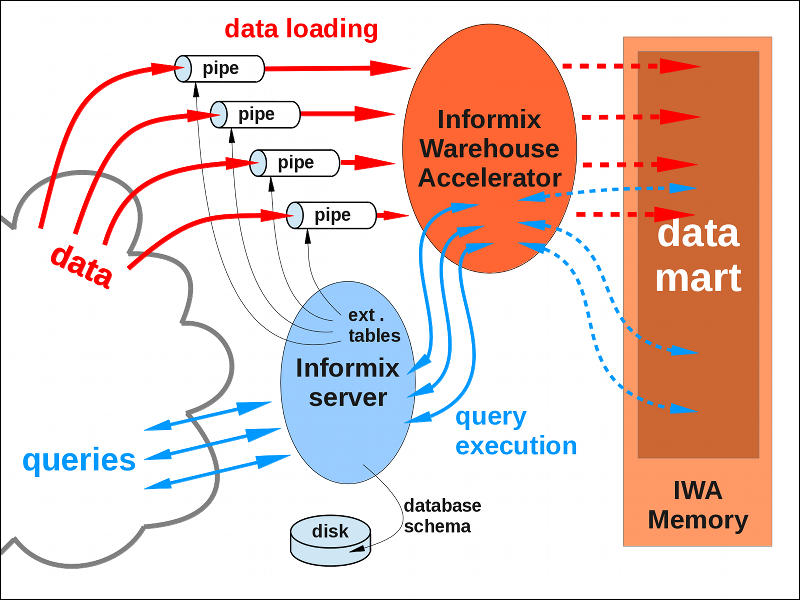 data loading
pipe
pipe
pipe
pipe
data
Informix
Warehouse
Accelerator
data
mart
ext .
tables
Informix
server
query
execution
queries
database
schema
disk
IWA
Memory